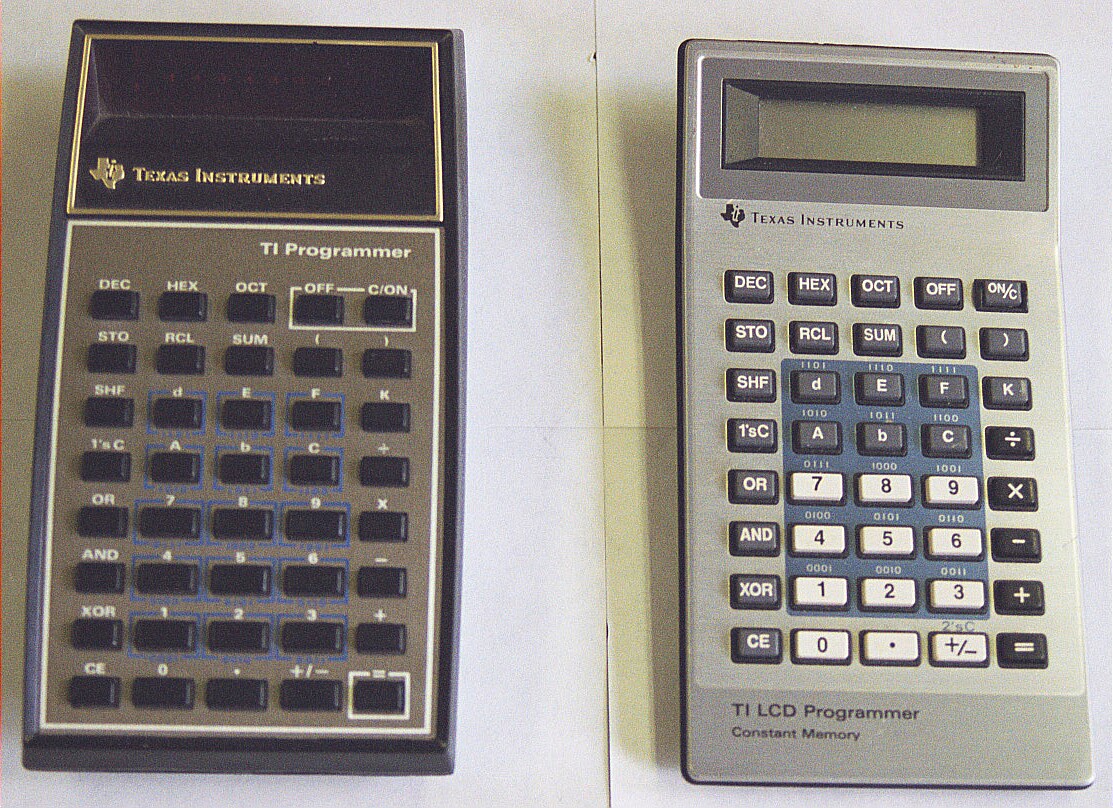 TEXAS INSTRUMENTS
TI Programmer
DEC HEX OCT OFF C/ON
STO RCL SUM ( )
SHF d E F K
1'sC A b C ÷
OR 7 8 9 X
AND 4 5 6 −
XOR 1 2 3 +
CE 0 . +/− =
TEXAS INSTRUMENTS
DEC HEX OCT OFF ON/C
STO RCL SUM ( )
1101 1110 1111
SHF d E F K
1010 1011 1100
1'sC A b C ÷
0111 1000 1001
OR 7 8 9 ×
0100 0101 0110
AND 4 5 6 −
0001 0010 0011
XOR 1 2 3 +
2'sC
CE 0 . +/− =
TI LCD Programmer
Constant Memory